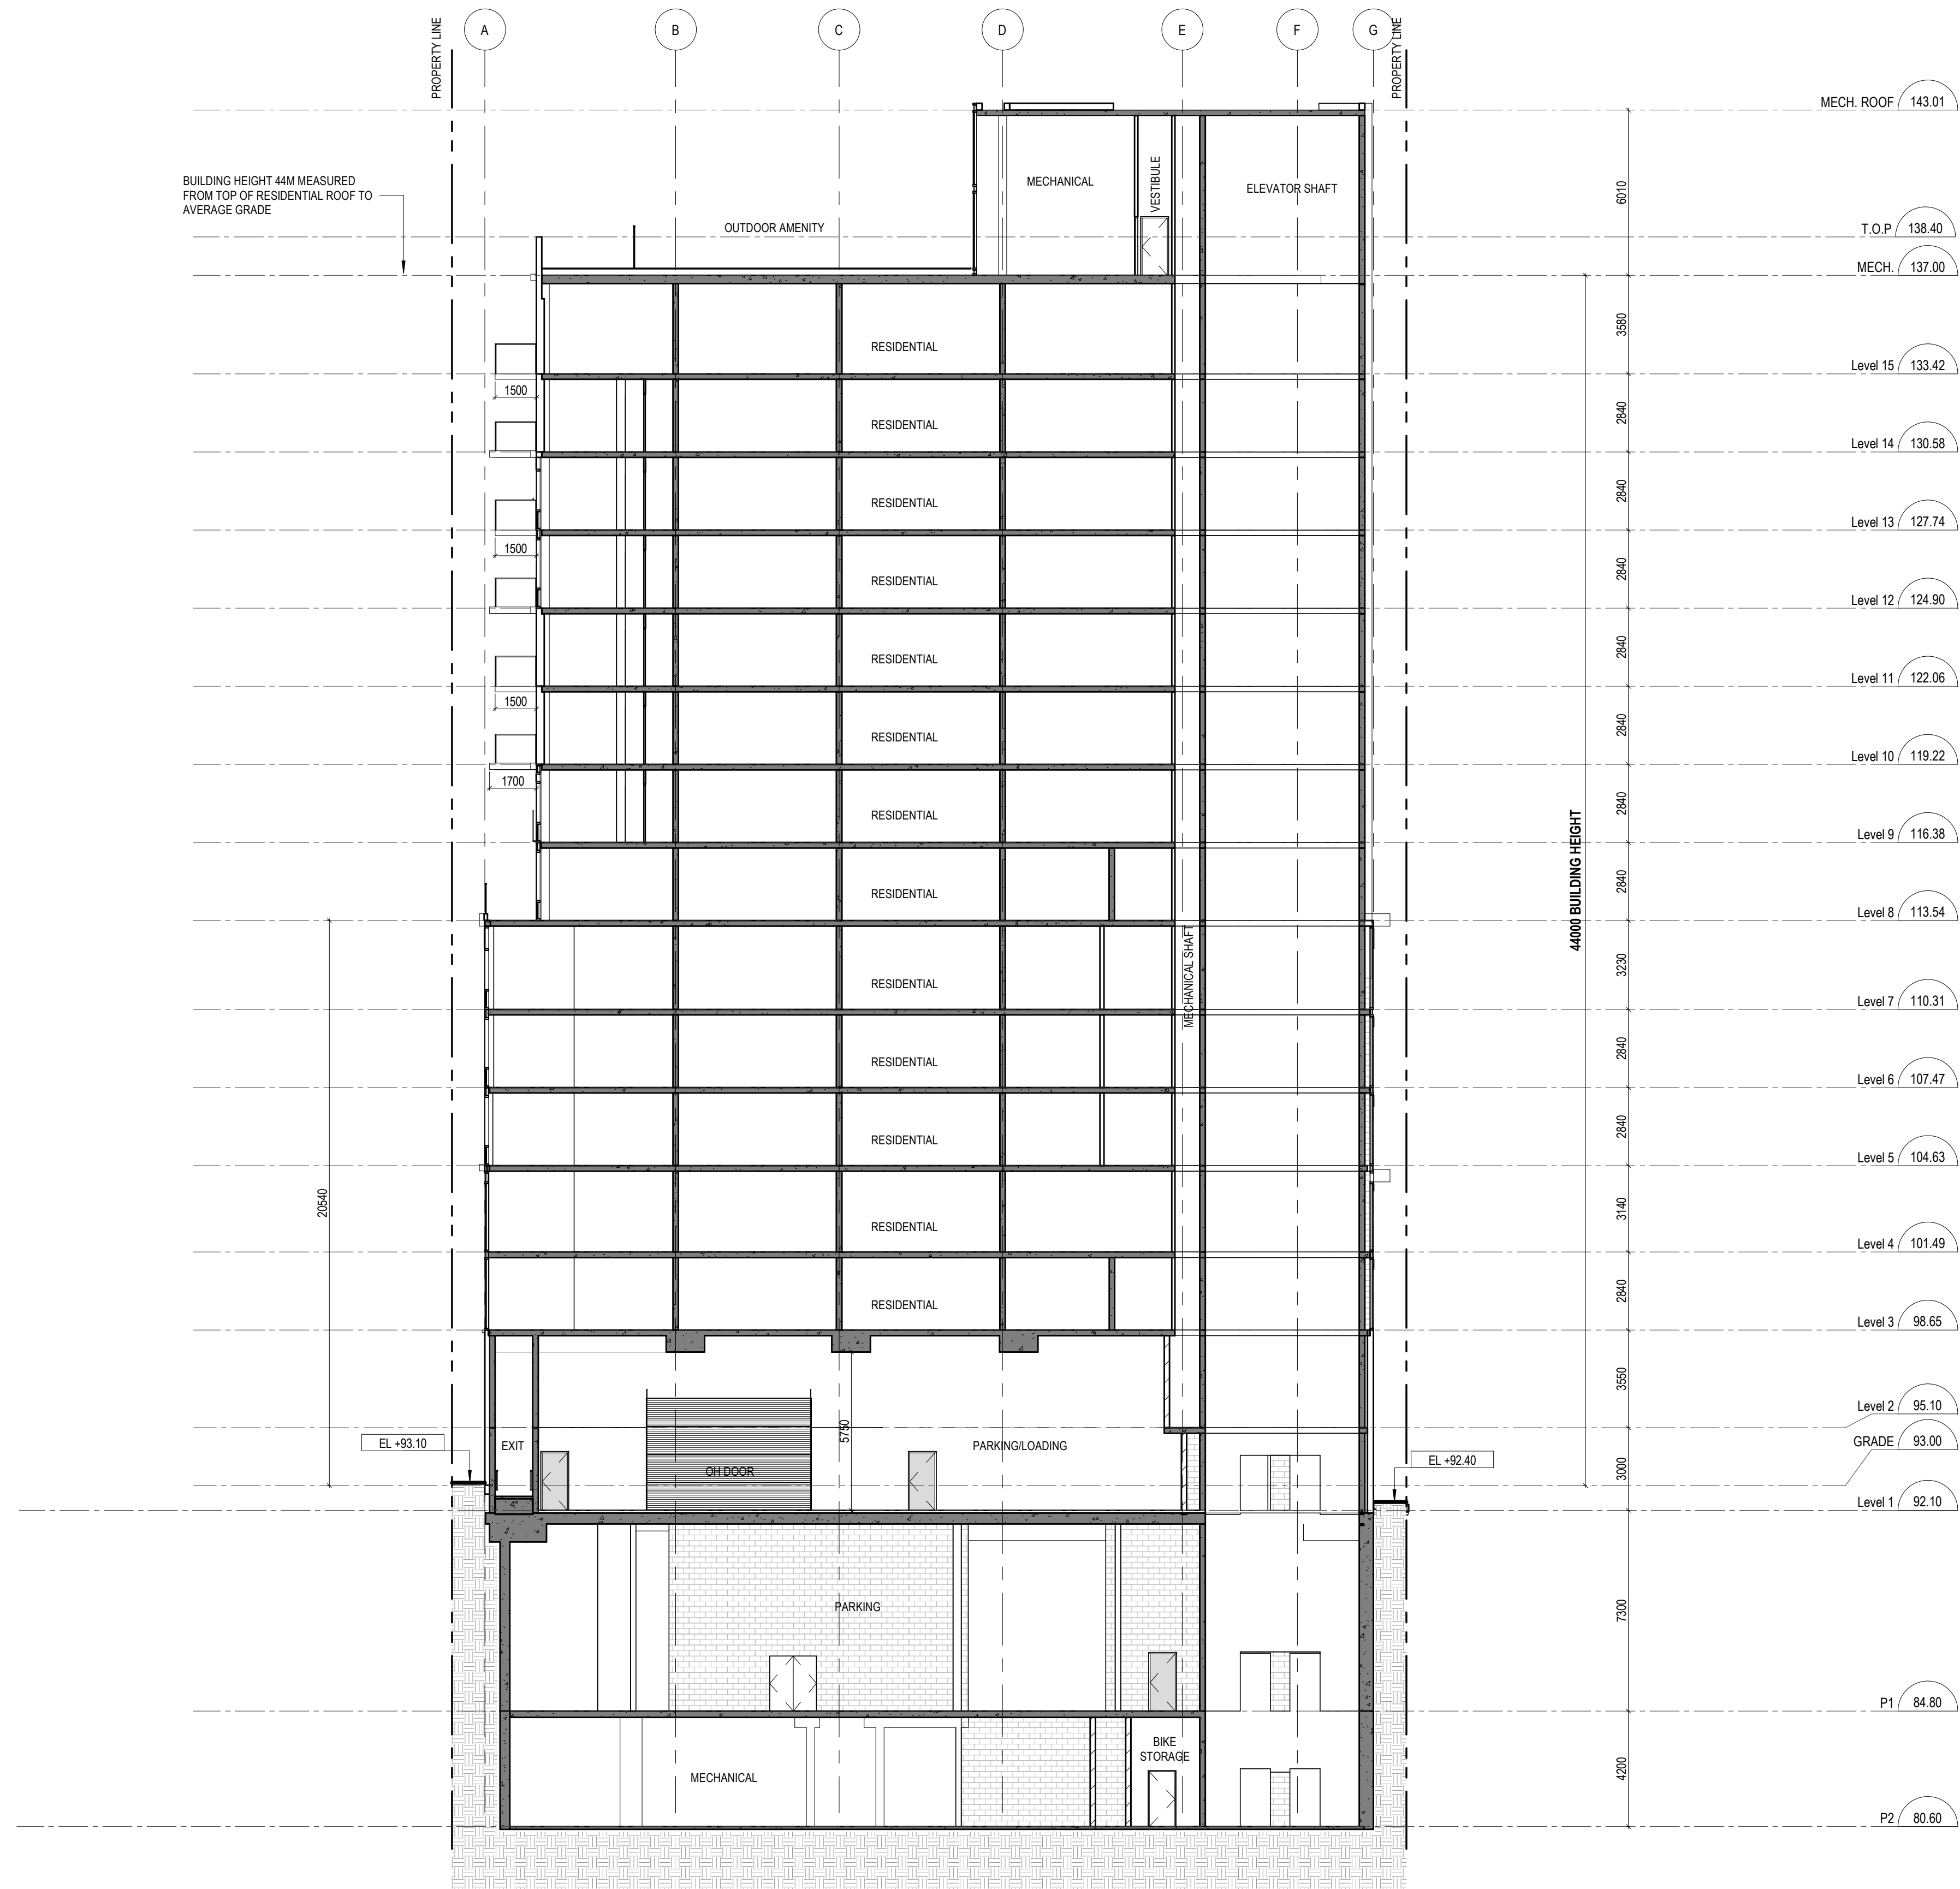 PROPERTY LINE
A
B
C
D
E
F
G
PROPERTY LINE
MECH. ROOF 143.01
BUILDING HEIGHT 44M MEASURED
FROM TOP OF RESIDENTIAL ROOF TO
AVERAGE GRADE
MECHANICAL
VESTIBULE
ELEVATOR SHAFT
6010
OUTDOOR AMENITY
T.O.P 138.40
MECH. 137.00
3580
RESIDENTIAL
Level 15 133.42
1500
2840
RESIDENTIAL
Level 14 130.58
2840
RESIDENTIAL
Level 13 127.74
1500
2840
RESIDENTIAL
Level 12 124.90
2840
RESIDENTIAL
Level 11 122.06
1500
2840
RESIDENTIAL
Level 10 119.22
1700
2840
RESIDENTIAL
Level 9 116.38
44000 BUILDING HEIGHT
2840
RESIDENTIAL
Level 8 113.54
MECHANICAL SHAFT
3230
RESIDENTIAL
Level 7 110.31
2840
RESIDENTIAL
Level 6 107.47
2840
RESIDENTIAL
Level 5 104.63
20540
3140
RESIDENTIAL
Level 4 101.49
2840
RESIDENTIAL
Level 3 98.65
3550
Level 2 95.10
5750
EL +93.10
EXIT
PARKING/LOADING
GRADE 93.00
EL +92.40
OH DOOR
3000
Level 1 92.10
PARKING
7300
P1 84.80
BIKE
STORAGE
MECHANICAL
4200
P2 80.60